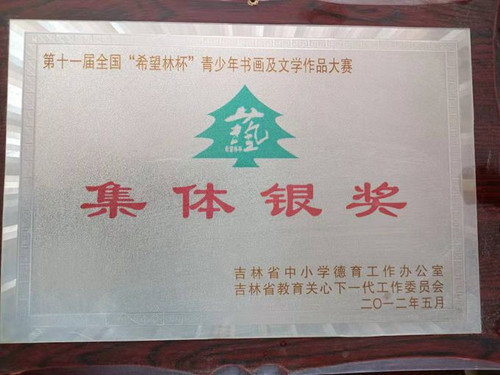 第十一届全国“希望林杯”青少年书画及文学作品大赛
藝
集体银奖
吉林省中小学德育工作办公室
吉林省教育关心下一代工作委员会
二〇一二年五月